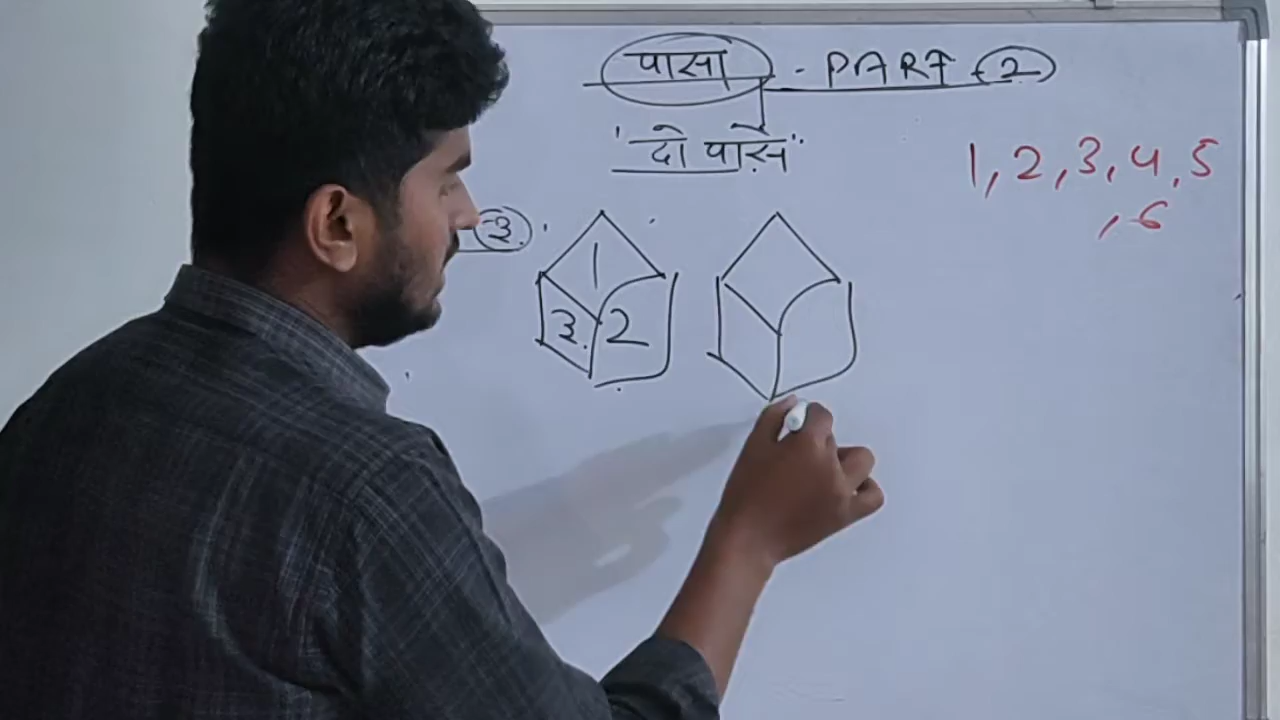 पासा - PART - 2
"दो पासे"
1, 2, 3, 4, 5
, 6
3.
1
3. 2